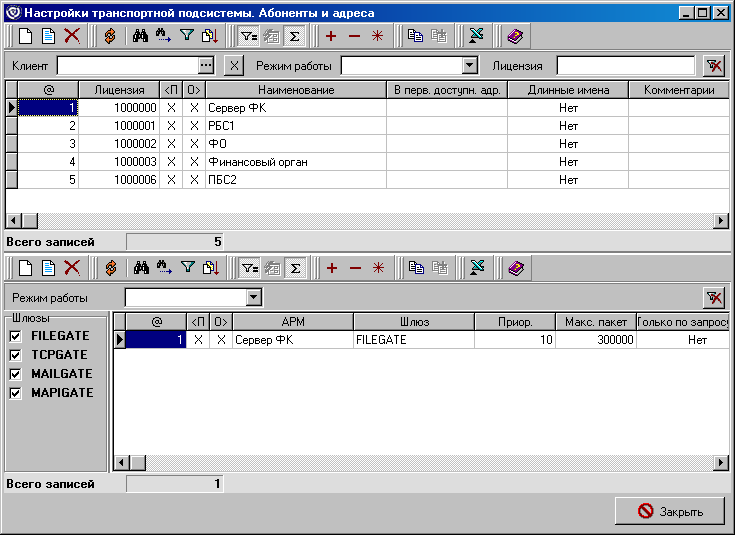 Настройки транспортной подсистемы. Абоненты и адреса
Клиент X Режим работы Лицензия
@ Лицензия <П О> Наименование В перв. доступн. адр. Длинные имена Комментарии
1 1000000 X X Сервер ФК Нет
2 1000001 X X РБС1 Нет
3 1000002 X X ФО Нет
4 1000003 X X Финансовый орган Нет
5 1000006 X X ПБС2 Нет
Всего записей 5
Режим работы
Шлюзы
FILEGATE
TCPGATE
MAILGATE
MAPIGATE
@ <П О> АРМ Шлюз Приор. Макс. пакет Только по запросу
1 X X Сервер ФК FILEGATE 10 300000 Нет
Всего записей 1
Закрыть